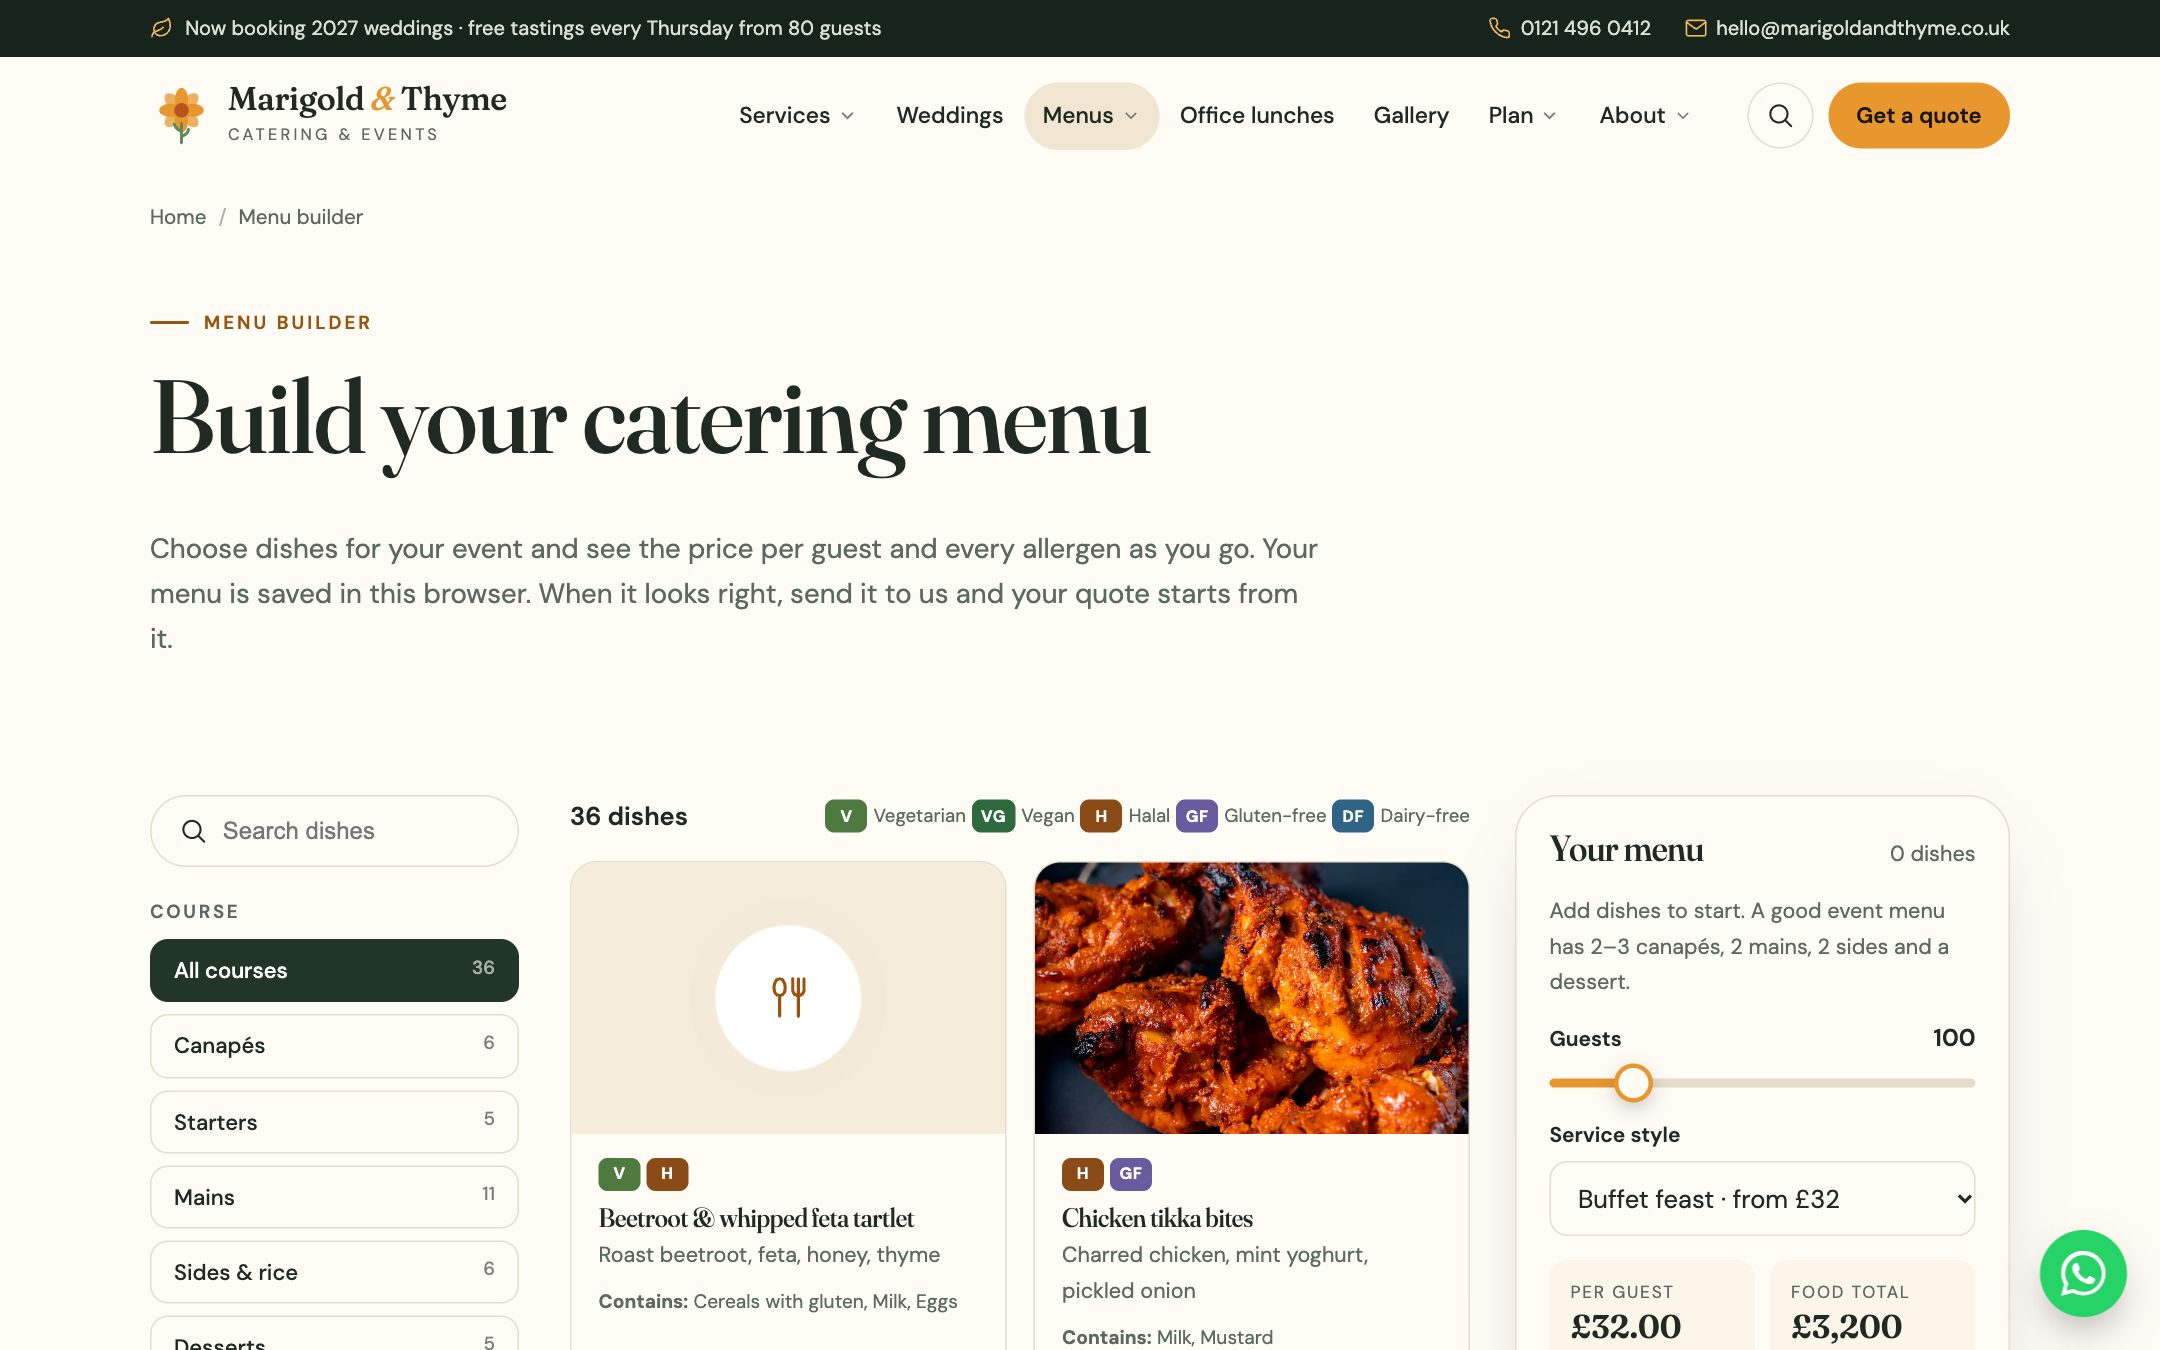 Now booking 2027 weddings · free tastings every Thursday from 80 guests
0121 496 0412
hello@marigoldandthyme.co.uk
Marigold & Thyme
CATERING & EVENTS
Services
Weddings
Menus
Office lunches
Gallery
Plan
About
Get a quote
Home / Menu builder
MENU BUILDER
Build your catering menu
Choose dishes for your event and see the price per guest and every allergen as you go. Your
menu is saved in this browser. When it looks right, send it to us and your quote starts from
it.
Search dishes
COURSE
All courses 36
Canapés 6
Starters 5
Mains 11
Sides & rice 6
Desserts 5
36 dishes
V Vegetarian VG Vegan H Halal GF Gluten-free DF Dairy-free
V H
Beetroot & whipped feta tartlet
Roast beetroot, feta, honey, thyme
Contains: Cereals with gluten, Milk, Eggs
H GF
Chicken tikka bites
Charred chicken, mint yoghurt,
pickled onion
Contains: Milk, Mustard
Your menu 0 dishes
Add dishes to start. A good event menu
has 2–3 canapés, 2 mains, 2 sides and a
dessert.
Guests 100
Service style
Buffet feast · from £32
PER GUEST
£32.00
FOOD TOTAL
£3,200